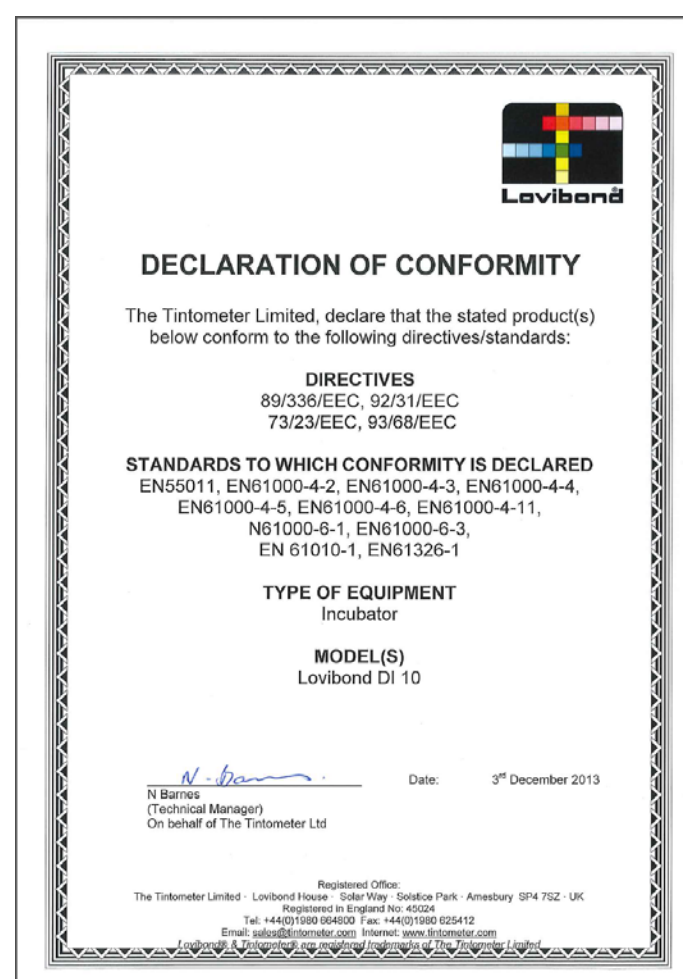 Lovibond®
DECLARATION OF CONFORMITY
The Tintometer Limited, declare that the stated product(s)
below conform to the following directives/standards:
DIRECTIVES
89/336/EEC, 92/31/EEC
73/23/EEC, 93/68/EEC
STANDARDS TO WHICH CONFORMITY IS DECLARED
EN55011, EN61000-4-2, EN61000-4-3, EN61000-4-4,
EN61000-4-5, EN61000-4-6, EN61000-4-11,
N61000-6-1, EN61000-6-3,
EN 61010-1, EN61326-1
TYPE OF EQUIPMENT
Incubator
MODEL(S)
Lovibond DI 10
N. Barnes
Date: 3rd December 2013
N Barnes
(Technical Manager)
On behalf of The Tintometer Ltd
Registered Office:
The Tintometer Limited · Lovibond House · Solar Way · Solstice Park · Amesbury SP4 7SZ · UK
Registered in England No: 45024
Tel: +44(0)1980 664800 Fax: +44(0)1980 625412
Email: sales@tintometer.com Internet: www.tintometer.com
Lovibond® & Tintometer® are registered trademarks of The Tintometer Limited